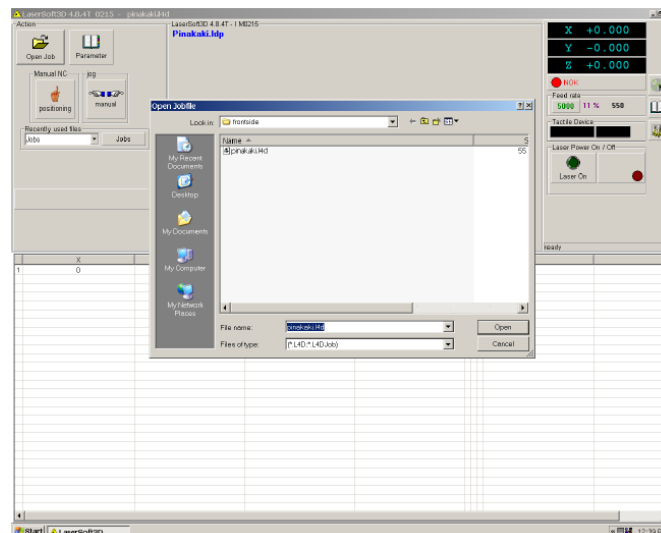 LaserSoft3D 4.8.4T 0215 - pinakaki.l4d
Action
Open Job
Parameter
Manual NC
jog
positioning
manual
Recently used files
Jobs
Jobs
LaserSoft3D 4.8.4T - I M0215
Pinakaki.ldp
X +0.000
Y -0.000
Z +0.000
NOK
Feed rate
5000 11 % 550
Tactile Device
Laser Power On / Off
Laser On
ready
Open Jobfile
Look in:
frontside
Name
S
pinakaki.l4d
55
My Recent
Documents
Desktop
My Documents
My Computer
My Network
Places
File name:
pinakaki.l4d
Open
Files of type:
(*.L4D;*.L4DJob)
Cancel
X
1 0
Start
LaserSoft3D